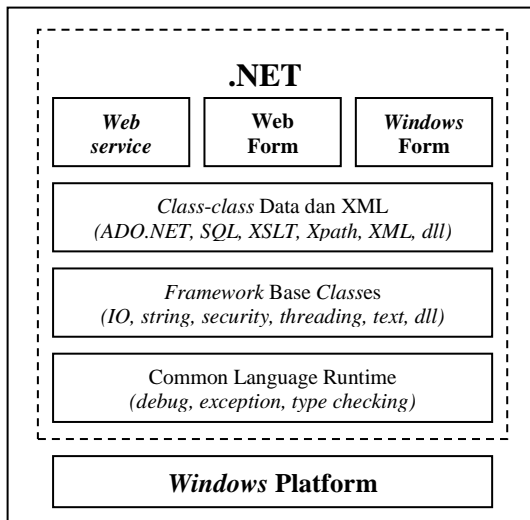 .NET
Web service
Web Form
Windows Form
Class-class Data dan XML
(ADO.NET, SQL, XSLT, Xpath, XML, dll)
Framework Base Classes
(IO, string, security, threading, text, dll)
Common Language Runtime
(debug, exception, type checking)
Windows Platform